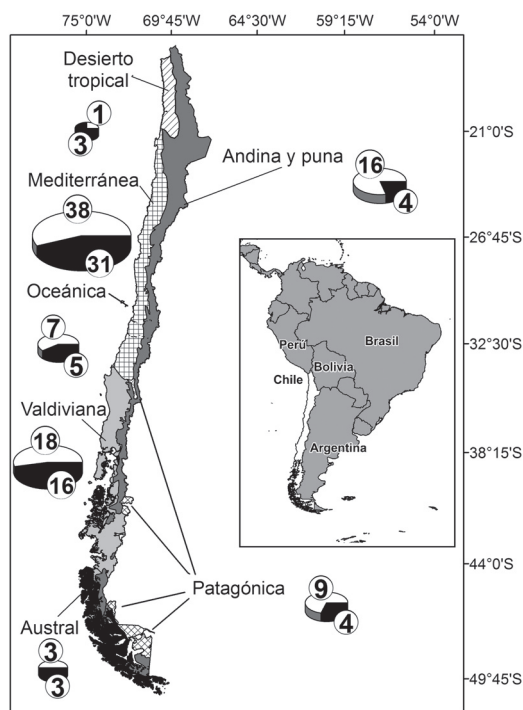 75°0'W 69°45'W 64°30'W 59°15'W 54°0'W
Desierto
tropical
1
3
21°0'S
Andina y puna
16
4
Mediterránea
38
31
26°45'S
Oceánica
7
5
32°30'S
Perú
Brasil
Bolivia
Chile
Argentina
Valdiviana
18
16
38°15'S
44°0'S
Patagónica
9
4
Austral
3
3
49°45'S